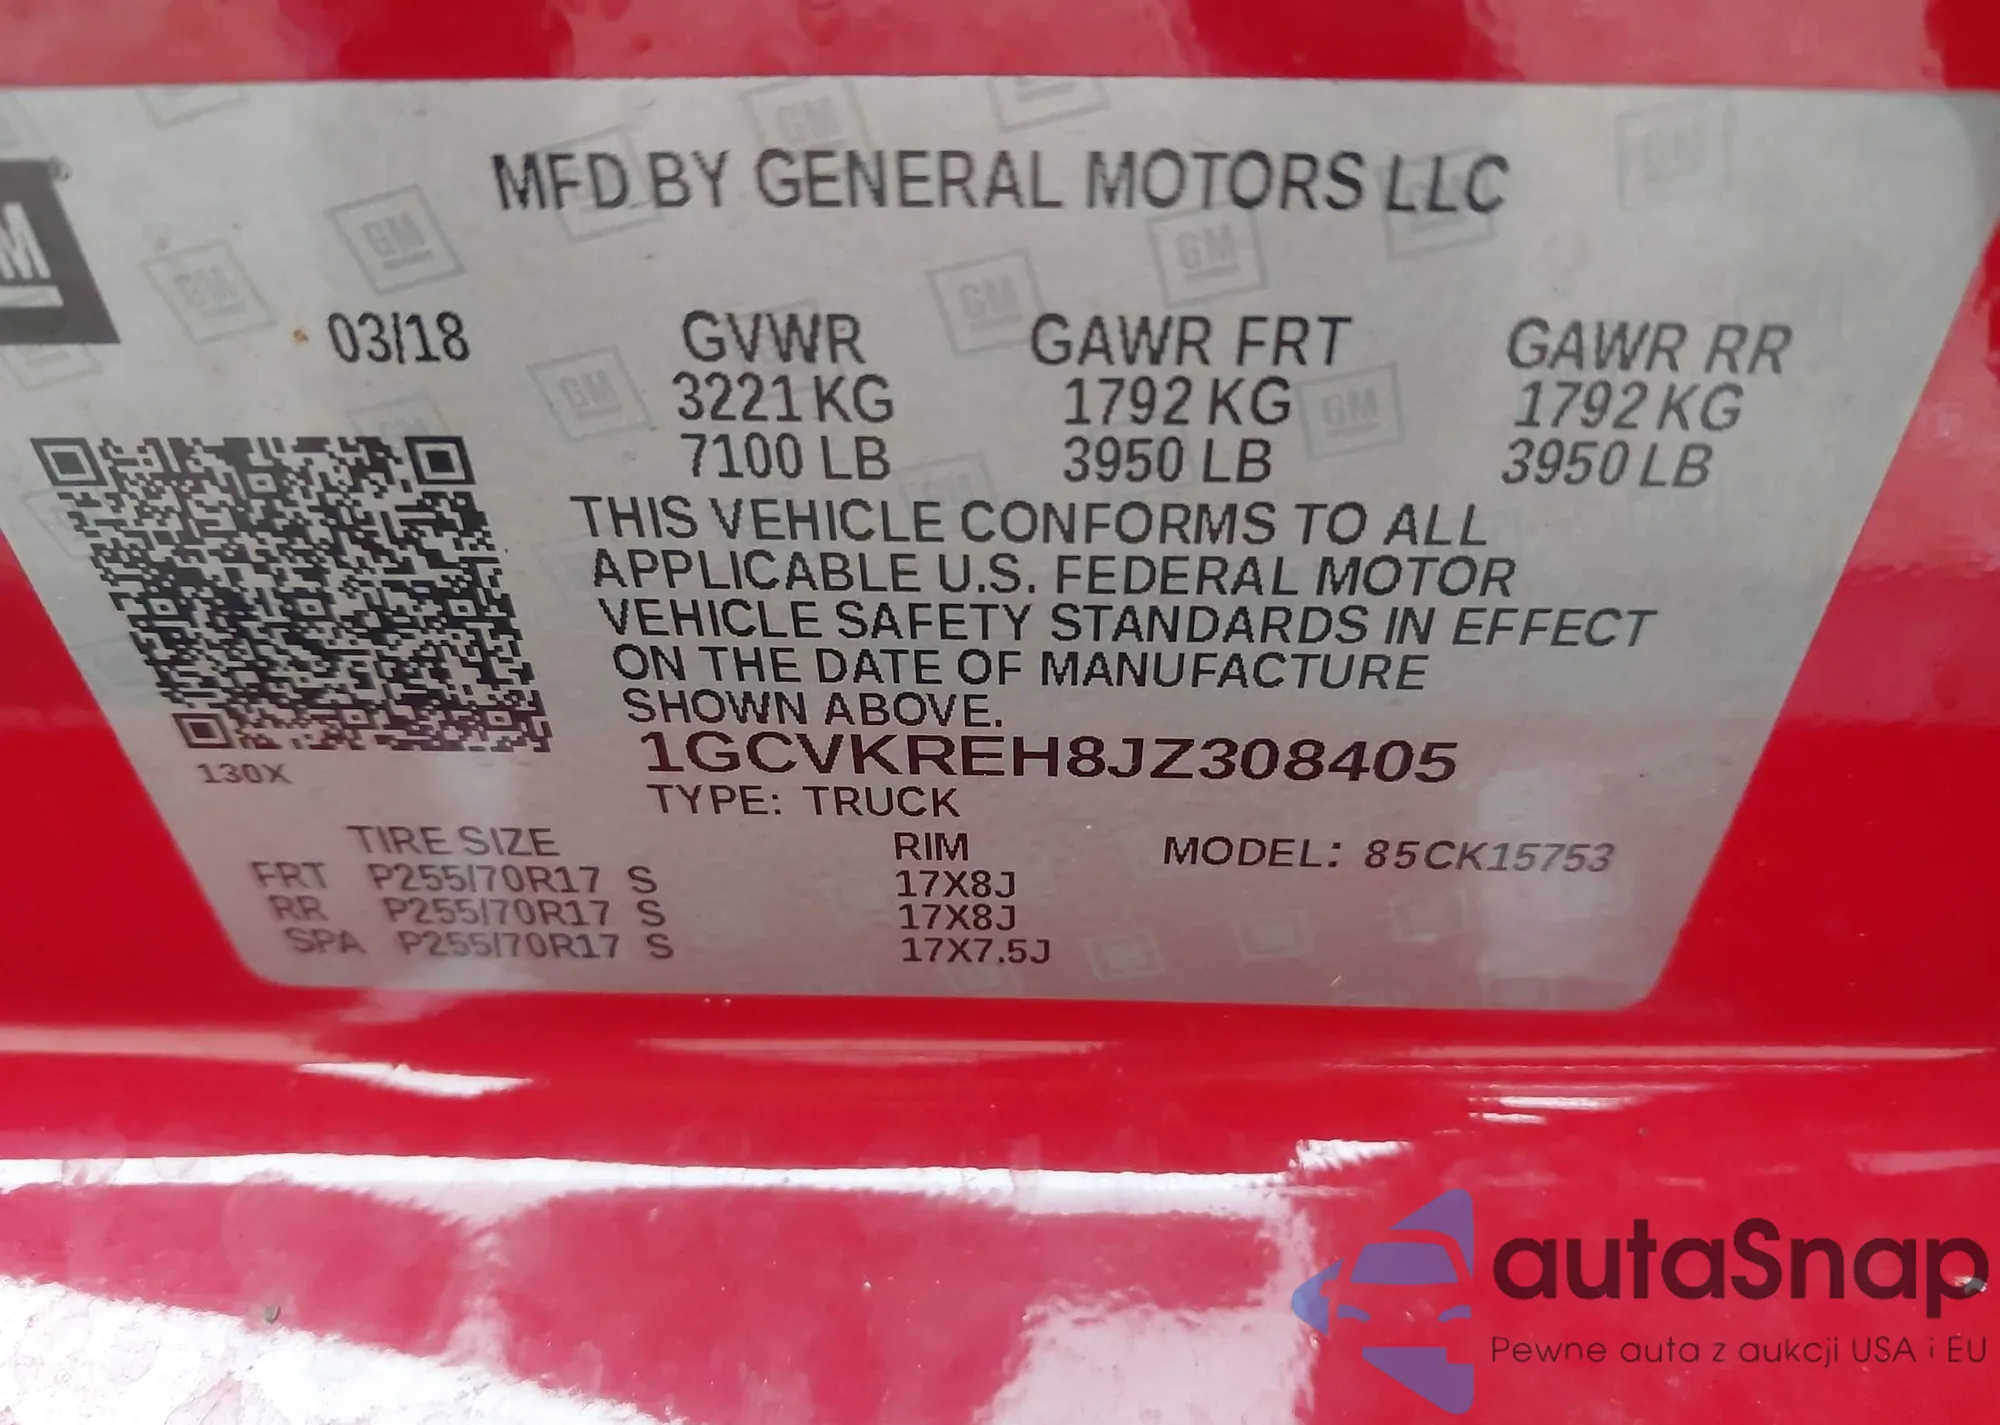 MFD BY GENERAL MOTORS LLC
GM
03/18 GVWR GAWR FRT GAWR RR
3221 KG 1792 KG 1792 KG
7100 LB 3950 LB 3950 LB
THIS VEHICLE CONFORMS TO ALL
APPLICABLE U.S. FEDERAL MOTOR
VEHICLE SAFETY STANDARDS IN EFFECT
ON THE DATE OF MANUFACTURE
SHOWN ABOVE.
1GCVKREH8JZ308405
130X
TYPE: TRUCK
TIRE SIZE RIM MODEL: 85CK15753
FRT P255/70R17 S 17X8J
RR P255/70R17 S 17X8J
SPA P255/70R17 S 17X7.5J
autaSnap
Pewne auta z aukcji USA i EU